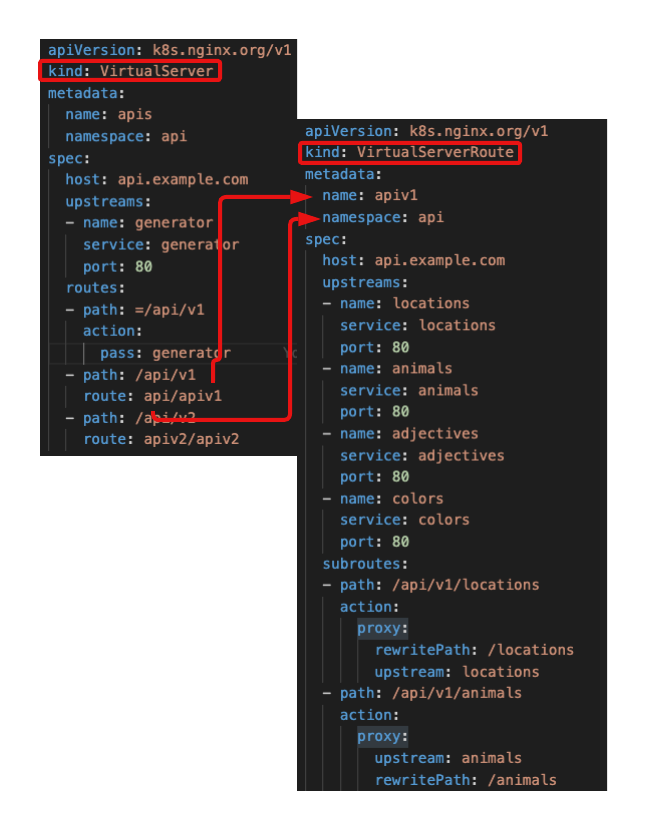 apiVersion: k8s.nginx.org/v1
kind: VirtualServer
metadata:
name: apis
namespace: api
spec:
host: api.example.com
upstreams:
- name: generator
service: generator
port: 80
routes:
- path: =/api/v1
action:
pass: generator
- path: /api/v1
route: api/apiv1
- path: /api/v2
route: apiv2/apiv2
apiVersion: k8s.nginx.org/v1
kind: VirtualServerRoute
metadata:
name: apiv1
namespace: api
spec:
host: api.example.com
upstreams:
- name: locations
service: locations
port: 80
- name: animals
service: animals
port: 80
- name: adjectives
service: adjectives
port: 80
- name: colors
service: colors
port: 80
subroutes:
- path: /api/v1/locations
action:
proxy:
rewritePath: /locations
upstream: locations
- path: /api/v1/animals
action:
proxy:
upstream: animals
rewritePath: /animals